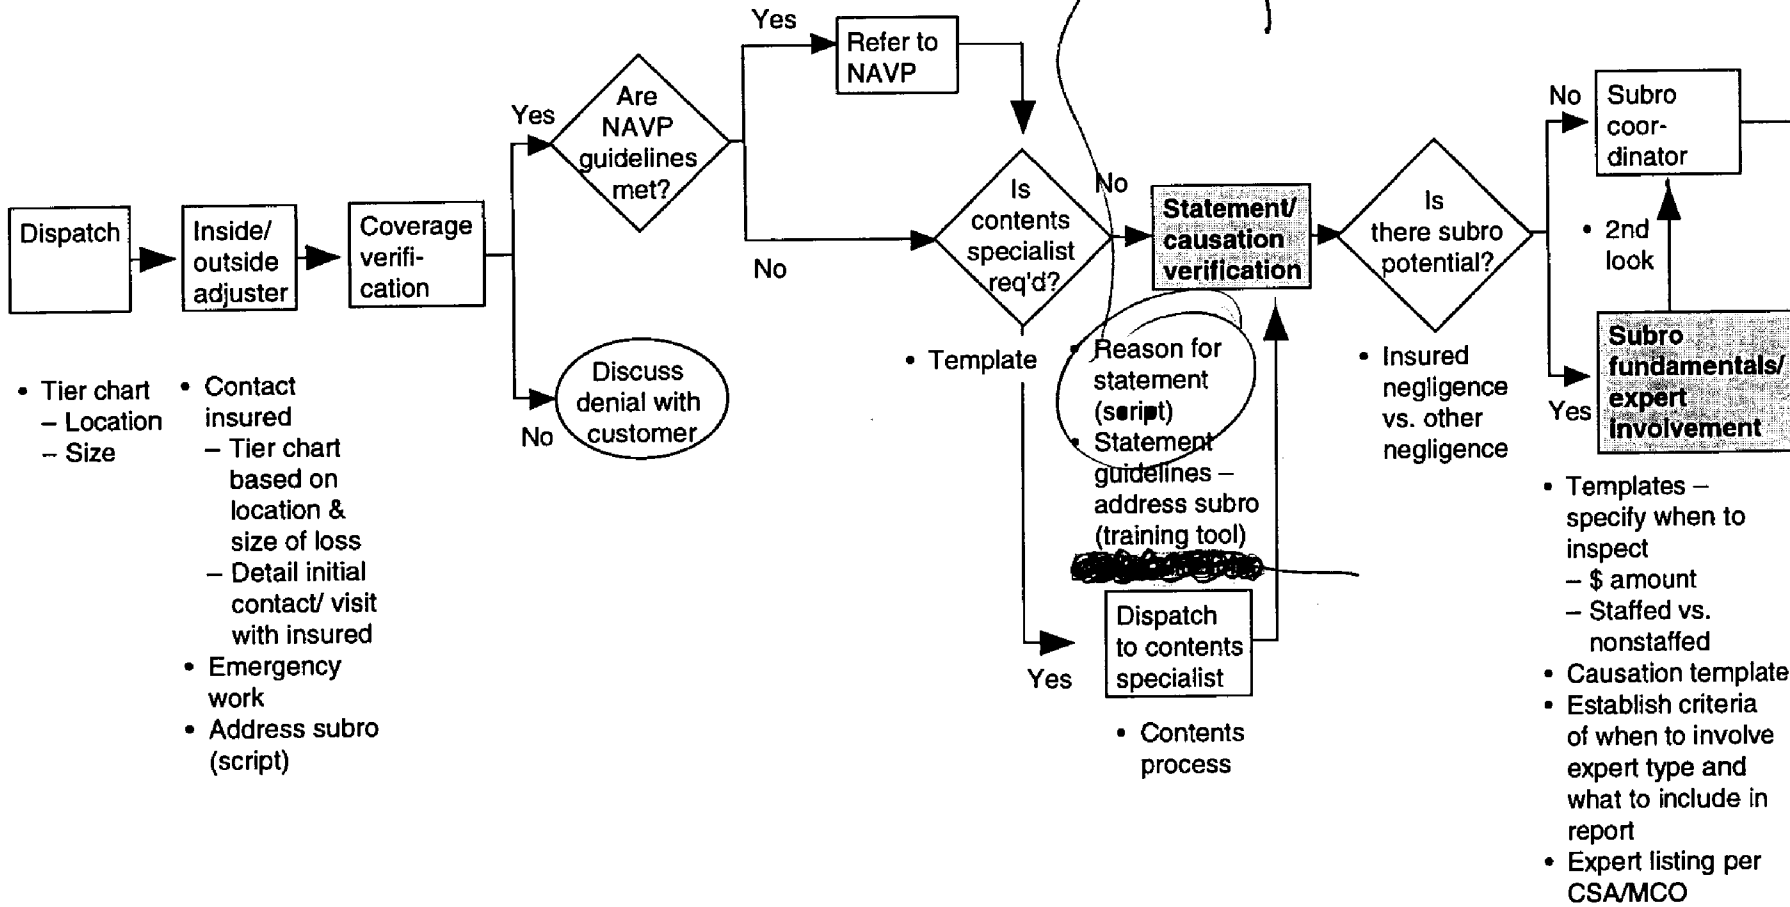 Dispatch
• Tier chart
– Location
– Size
Inside/
outside
adjuster
• Contact
insured
– Tier chart
based on
location &
size of loss
– Detail initial
contact/ visit
with insured
• Emergency
work
• Address subro
(script)
Coverage
verifi-
cation
Yes
No
Discuss
denial with
customer
Are
NAVP
guidelines
met?
Yes
No
Refer to
NAVP
Is
contents
specialist
req'd?
No
• Template
Yes
Dispatch
to contents
specialist
• Contents
process
Statement/
causation
verification
• Reason for
statement
(script)
• Statement
guidelines –
address subro
(training tool)
Is
there subro
potential?
• Insured
negligence
vs. other
negligence
No
Yes
Subro
coor-
dinator
• 2nd
look
Subro
fundamentals/
expert
involvement
• Templates –
specify when to
inspect
– $ amount
– Staffed vs.
nonstaffed
• Causation template
• Establish criteria
of when to involve
expert type and
what to include in
report
• Expert listing per
CSA/MCO